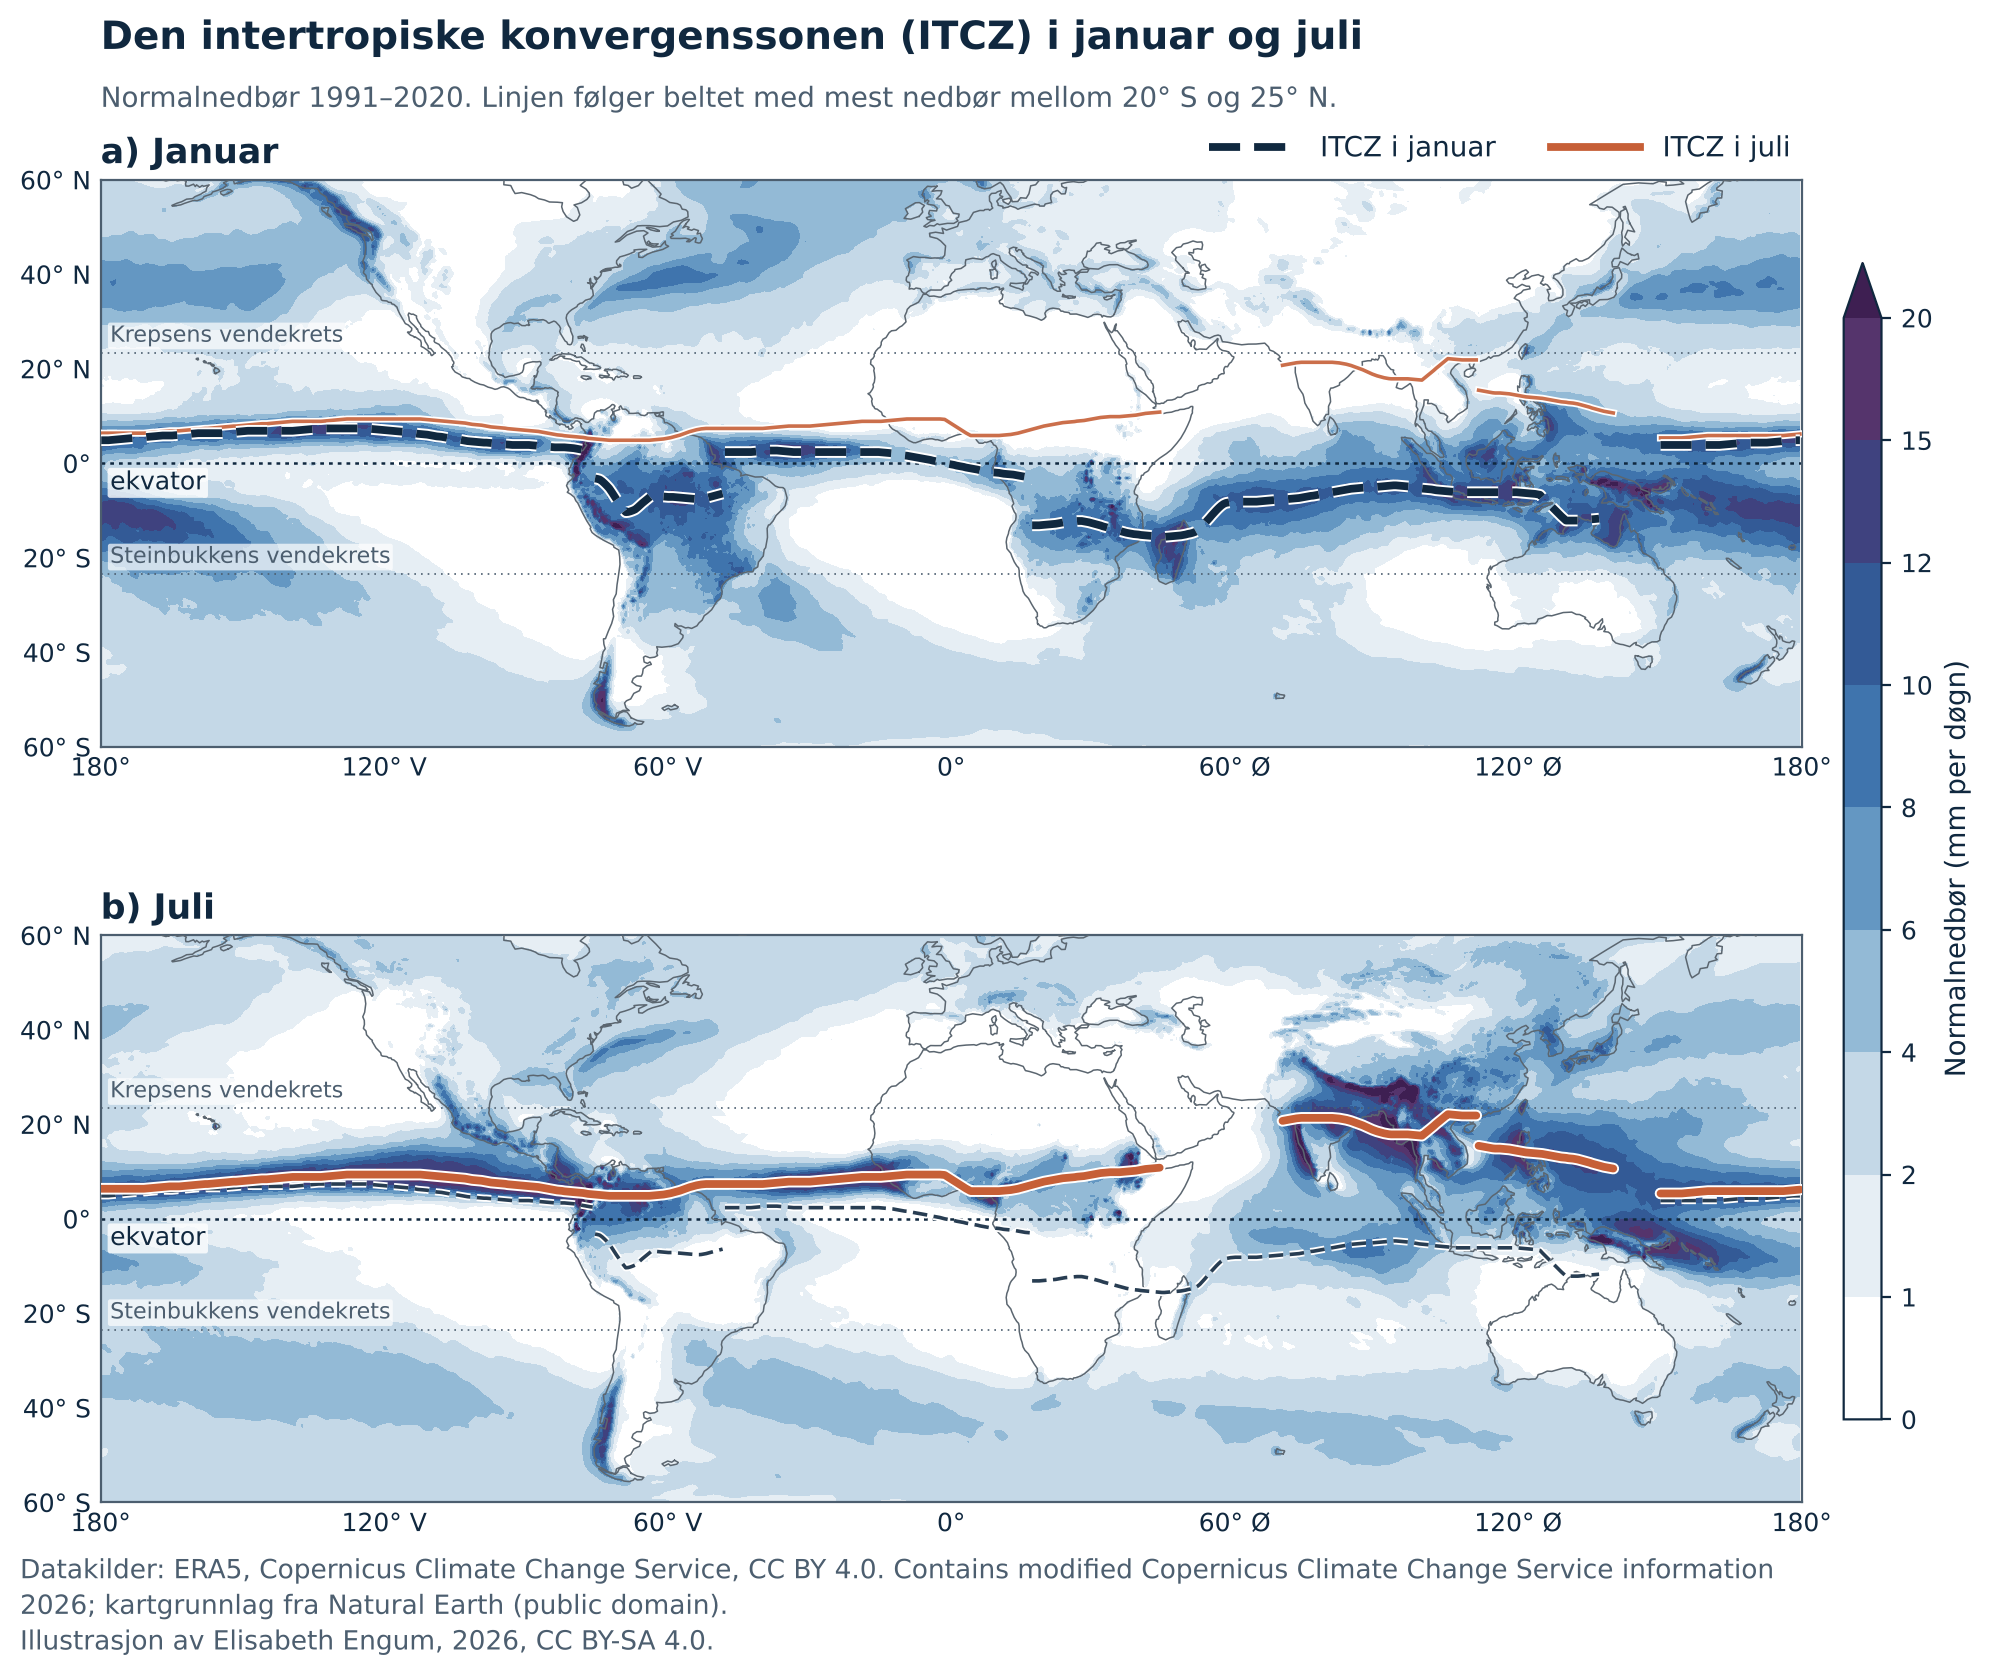 Den intertropiske konvergenssonen (ITCZ) i januar og juli
Normalnedbør 1991–2020. Linjen følger beltet med mest nedbør mellom 20° S og 25° N.
a) Januar
ITCZ i januar
ITCZ i juli
60° N
40° N
Krepsens vendekrets
20° N
0°
ekvator
Steinbukkens vendekrets
20° S
40° S
60° S
180°
120° V
60° V
0°
60° Ø
120° Ø
180°
b) Juli
60° N
40° N
Krepsens vendekrets
20° N
0°
ekvator
Steinbukkens vendekrets
20° S
40° S
60° S
180°
120° V
60° V
0°
60° Ø
120° Ø
180°
20
15
12
10
8
6
4
2
1
0
Normalnedbør (mm per døgn)
Datakilder: ERA5, Copernicus Climate Change Service, CC BY 4.0. Contains modified Copernicus Climate Change Service information
2026; kartgrunnlag fra Natural Earth (public domain).
Illustrasjon av Elisabeth Engum, 2026, CC BY-SA 4.0.